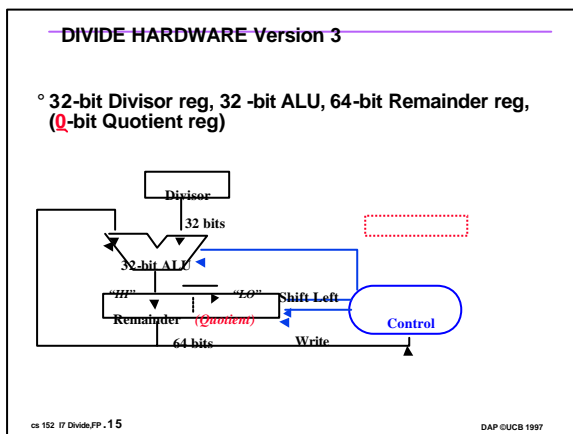 DIVIDE HARDWARE Version 3
° 32-bit Divisor reg, 32 -bit ALU, 64-bit Remainder reg,
(0-bit Quotient reg)
Divisor
32 bits
32-bit ALU
“HI”
“LO”
Shift Left
Remainder
(Quotient)
Control
64 bits
Write
cs 152 l7 Divide,FP .15
DAP ©UCB 1997